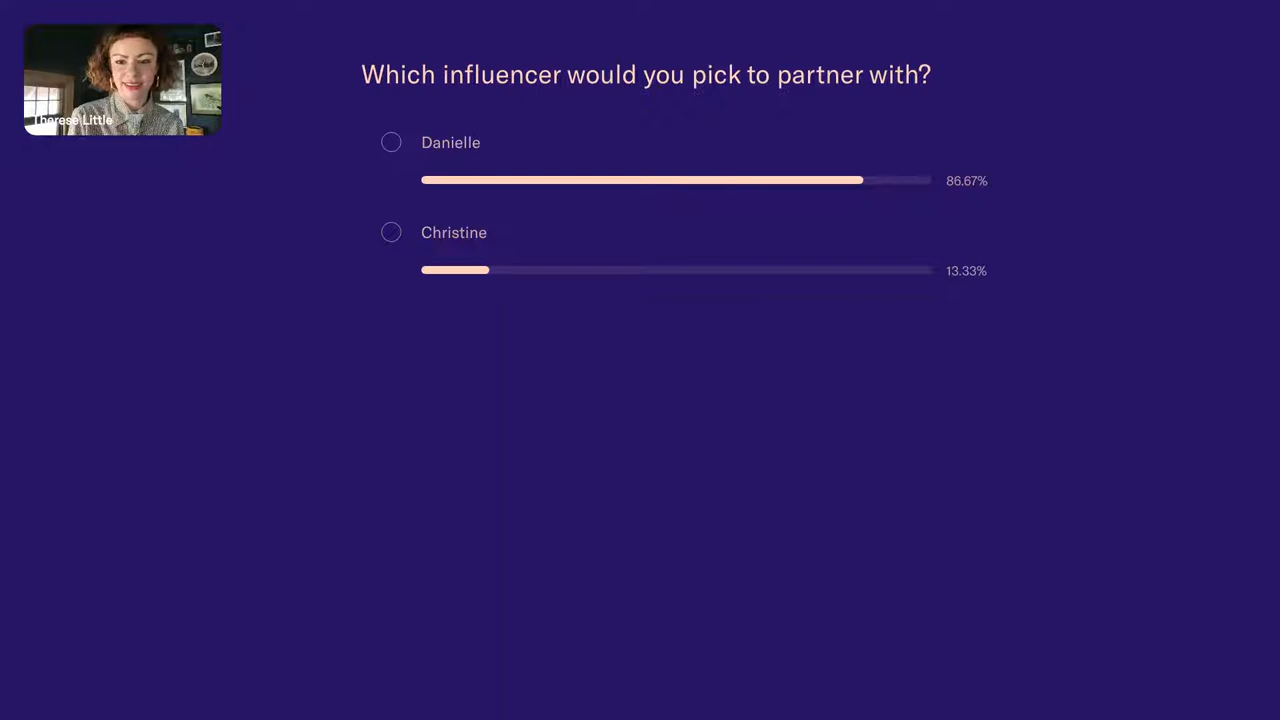 Therese Little
Which influencer would you pick to partner with?
Danielle
86.67%
Christine
13.33%